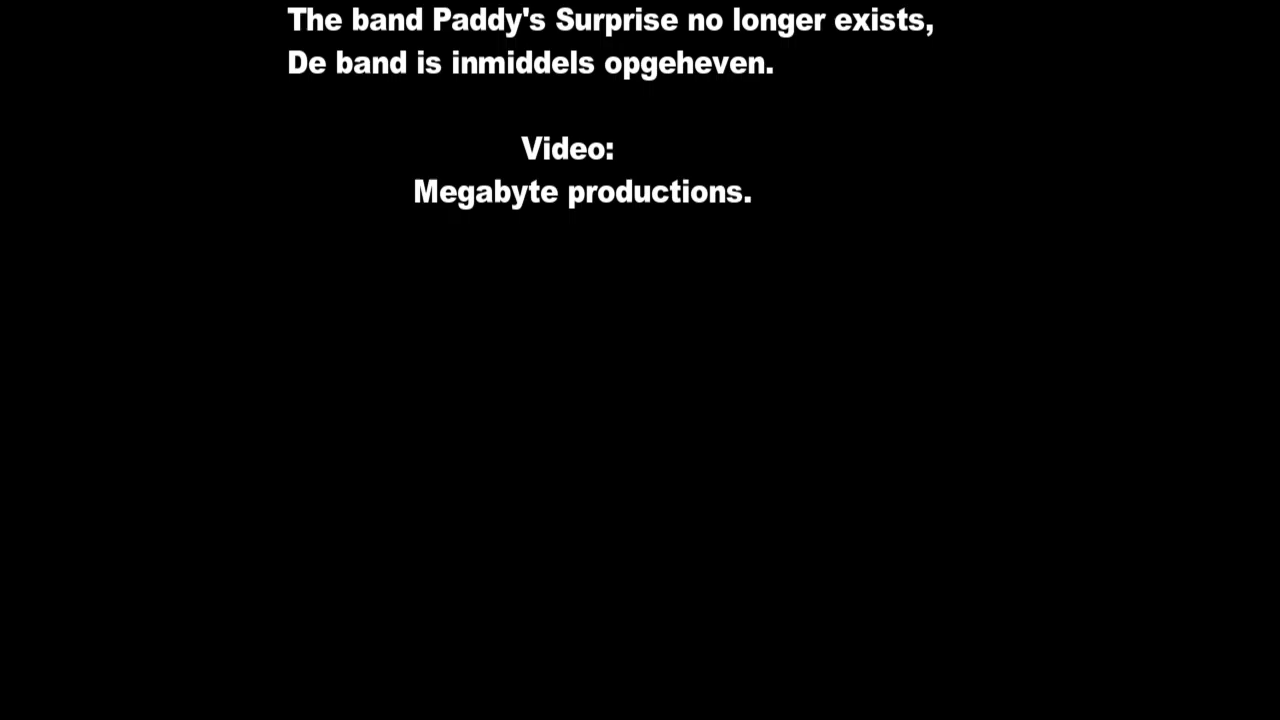 The band Paddy's Surprise no longer exists,
De band is inmiddels opgeheven.
Video:
Megabyte productions.